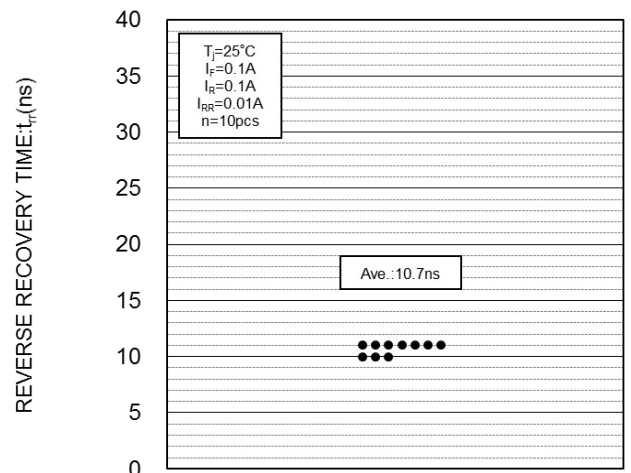 REVERSE RECOVERY TIME:trr(ns)
40
35
30
25
20
15
10
5
0
Tj=25°C
IF=0.1A
IR=0.1A
IRR=0.01A
n=10pcs
Ave.:10.7ns